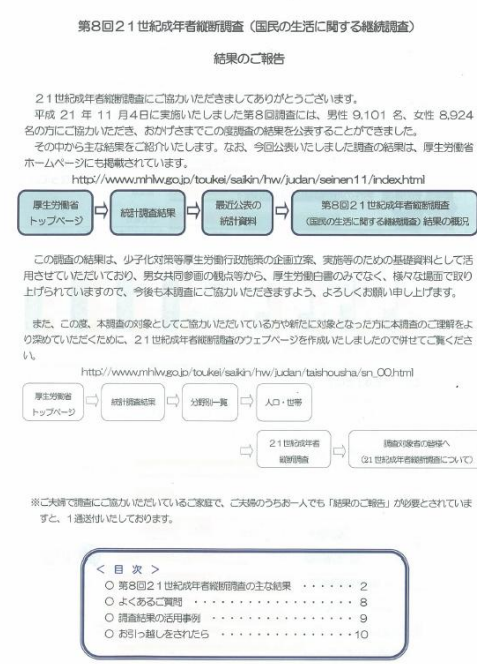 第8回21世紀成年者縦断調査（国民の生活に関する継続調査）
結果のご報告
21世紀成年者縦断調査にご協力いただきましてありがとうございます。
平成 21 年 11 月4日に実施いたしました第8回調査には、男性 9,101 名、女性 8,924
名の方にご協力いただき、おかげさまでこの度調査の結果を公表することができました。
その中から主な結果をご紹介いたします。なお、今回公表いたしました調査の結果は、厚生労働省
ホームページにも掲載されています。
http://www.mhlw.go.jp/toukei/saikin/hw/judan/seinen11/index.html
厚生労働省
トップページ
統計調査結果
最近公表の
統計資料
第8回21世紀成年者縦断調査
（国民の生活に関する継続調査）結果の概況
この調査の結果は、少子化対策等厚生労働行政施策の企画立案、実施等のための基礎資料として活
用させていただいており、男女共同参画の観点等から、厚生労働白書のみでなく、様々な場面で取り
上げられていますので、今後も本調査にご協力いただきますよう、よろしくお願い申し上げます。
また、この度、本調査の対象としてご協力いただいている方や新たに対象となった方に本調査のご理解をよ
り深めていただくために、21世紀成年者縦断調査のウェブページを作成いたしましたので併せてご覧くださ
い。
http://www.mhlw.go.jp/toukei/saikin/hw/judan/taishousha/sn_00.html
厚生労働省
トップページ
統計調査結果
分野別一覧
人口・世帯
21世紀成年者
縦断調査
調査対象者の皆様へ
（21世紀成年者縦断調査について）
※ご夫婦で調査にご協力いただいているご家庭で、ご夫婦のうちお一人でも「結果のご報告」が必要とされていま
すと、1通送付いたしております。
＜ 目 次 ＞
○ 第8回21世紀成年者縦断調査の主な結果 ・・・・・・ 2
○ よくあるご質問 ・・・・・・・・・・・・・・・・・ 8
○ 調査結果の活用事例 ・・・・・・・・・・・・・・・ 9
○ お引っ越しをされたら ・・・・・・・・・・・・・・10